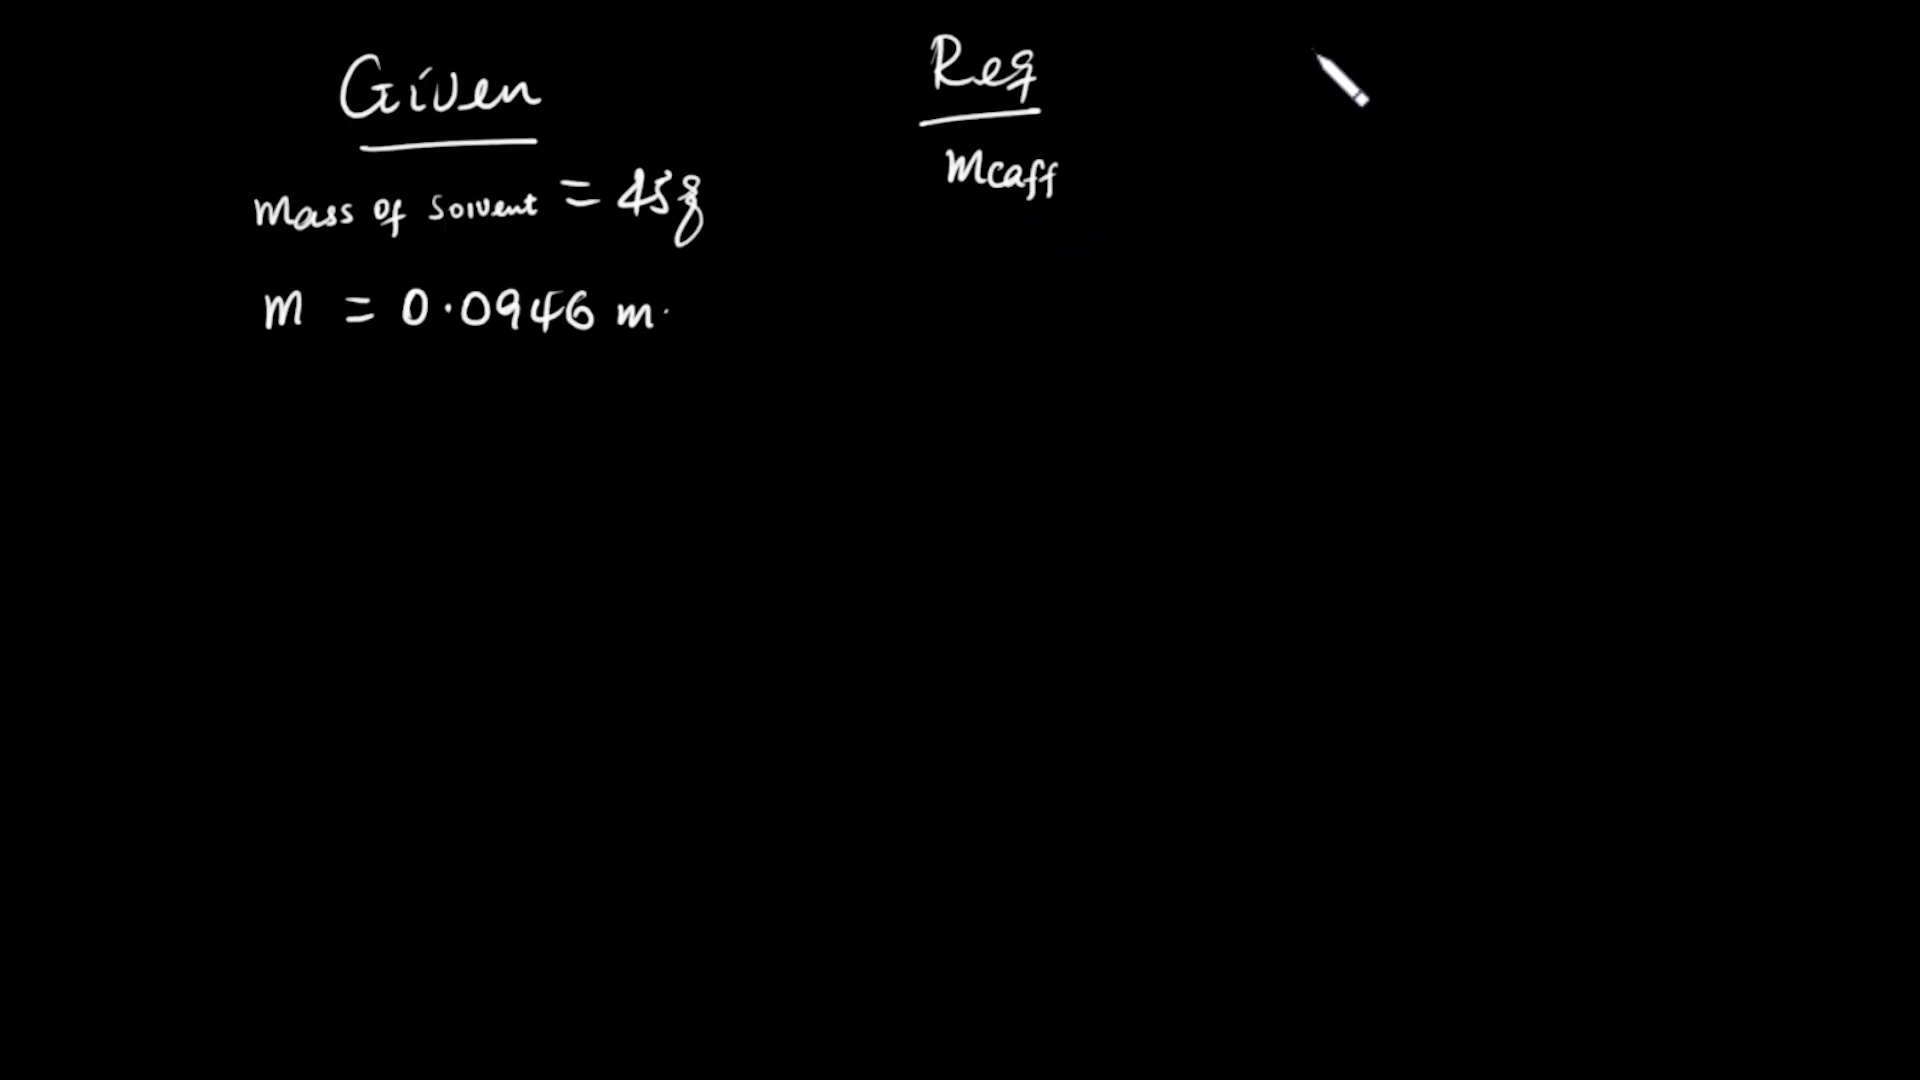 Given
Mass of Solvent = 45g
m = 0.0946 m.
Req
Mcaff